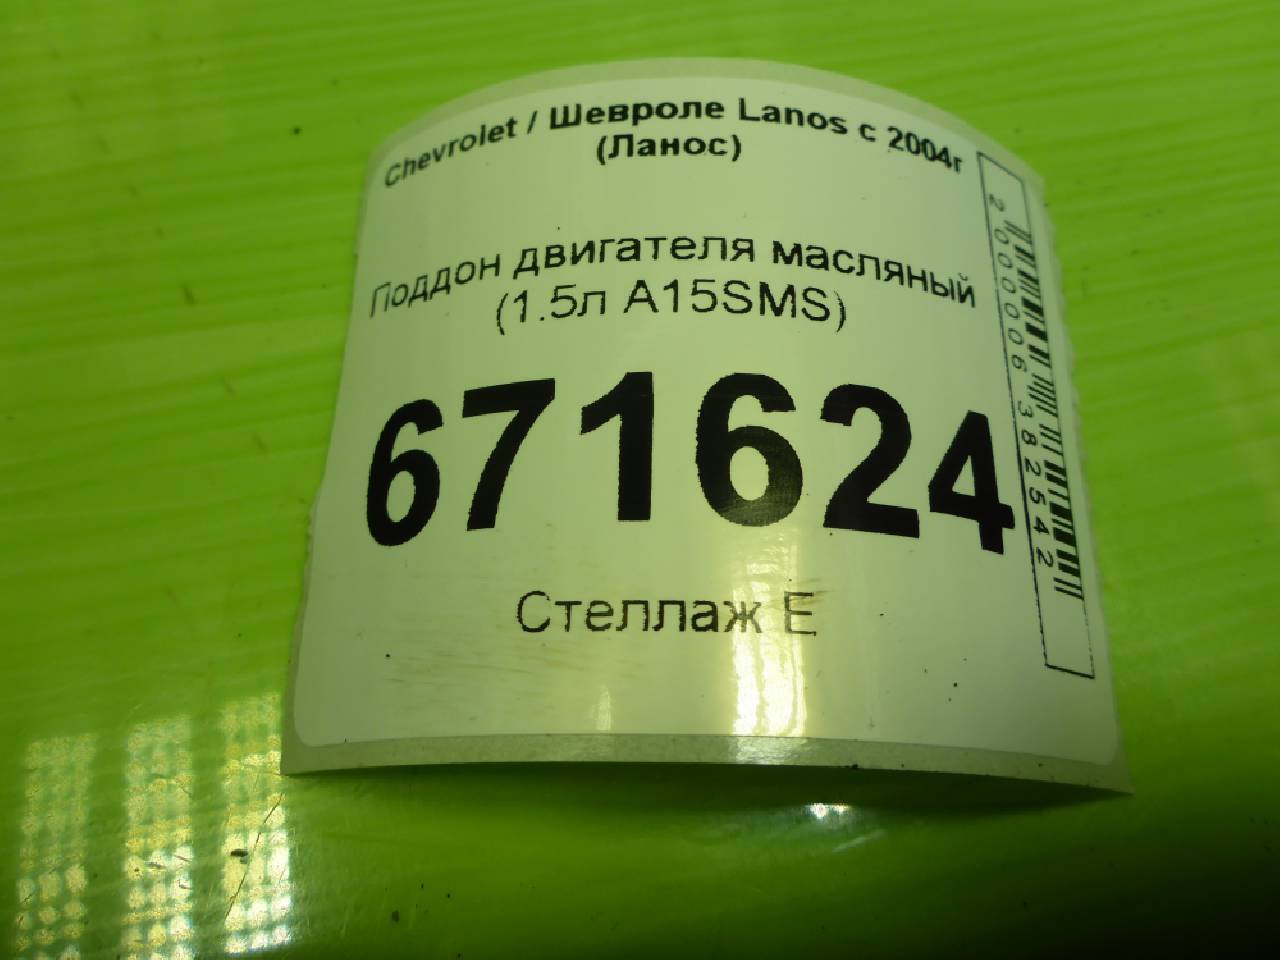 Chevrolet / Шевроле Lanos с 2004г
(Ланос)
Поддон двигателя масляный
(1.5л A15SMS)
671624
Стеллаж Е
2000006382542